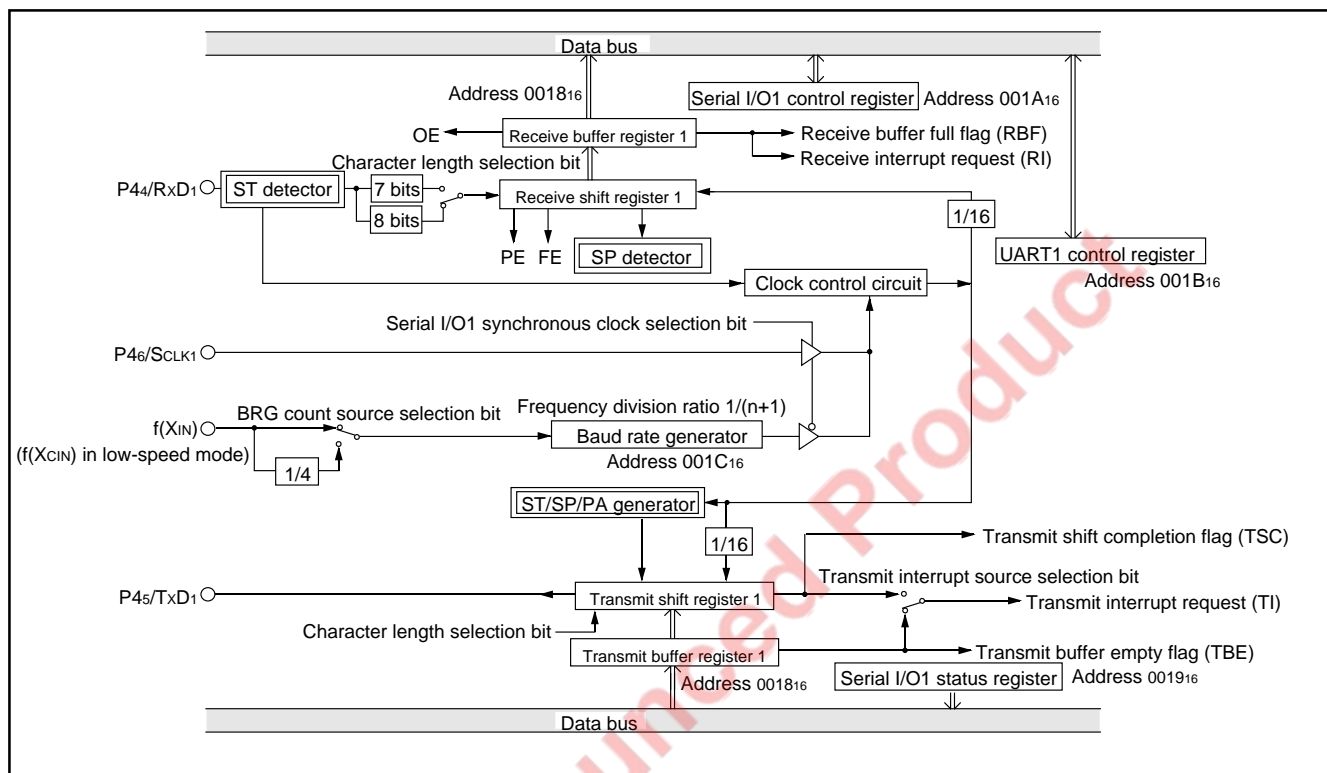 Data bus
Address 001816
Serial I/O1 control register Address 001A16
OE
Receive buffer register 1
Receive buffer full flag (RBF)
Receive interrupt request (RI)
Character length selection bit
P44/RXD1
ST detector
7 bits
8 bits
Receive shift register 1
1/16
PE FE
SP detector
UART1 control register
Address 001B16
Clock control circuit
Serial I/O1 synchronous clock selection bit
P46/SCLK1
BRG count source selection bit
Frequency division ratio 1/(n+1)
f(XIN)
(f(XCIN) in low-speed mode)
1/4
Baud rate generator
Address 001C16
ST/SP/PA generator
1/16
Transmit shift completion flag (TSC)
Transmit interrupt source selection bit
P45/TXD1
Transmit shift register 1
Transmit interrupt request (TI)
Character length selection bit
Transmit buffer register 1
Transmit buffer empty flag (TBE)
Address 001816
Serial I/O1 status register Address 001916
Data bus
unced Product